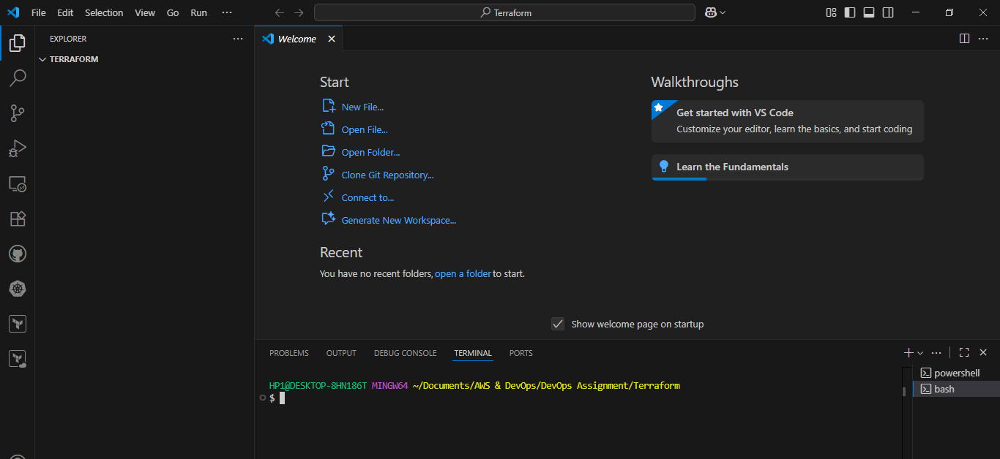 File Edit Selection View Go Run ···
Terraform
EXPLORER ···
TERRAFORM
Welcome
Start
New File...
Open File...
Open Folder...
Clone Git Repository...
Connect to...
Generate New Workspace...
Recent
You have no recent folders, open a folder to start.
Walkthroughs
Get started with VS Code
Customize your editor, learn the basics, and start coding
Learn the Fundamentals
Show welcome page on startup
PROBLEMS OUTPUT DEBUG CONSOLE TERMINAL PORTS
HP1@DESKTOP-8HN186T MINGW64 ~/Documents/AWS & DevOps/DevOps Assignment/Terraform
$
powershell
bash